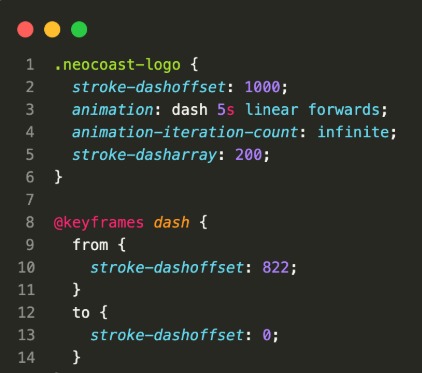 1 .neocoast-logo {
2 stroke-dashoffset: 1000;
3 animation: dash 5s linear forwards;
4 animation-iteration-count: infinite;
5 stroke-dasharray: 200;
6 }
7
8 @keyframes dash {
9 from {
10 stroke-dashoffset: 822;
11 }
12 to {
13 stroke-dashoffset: 0;
14 }